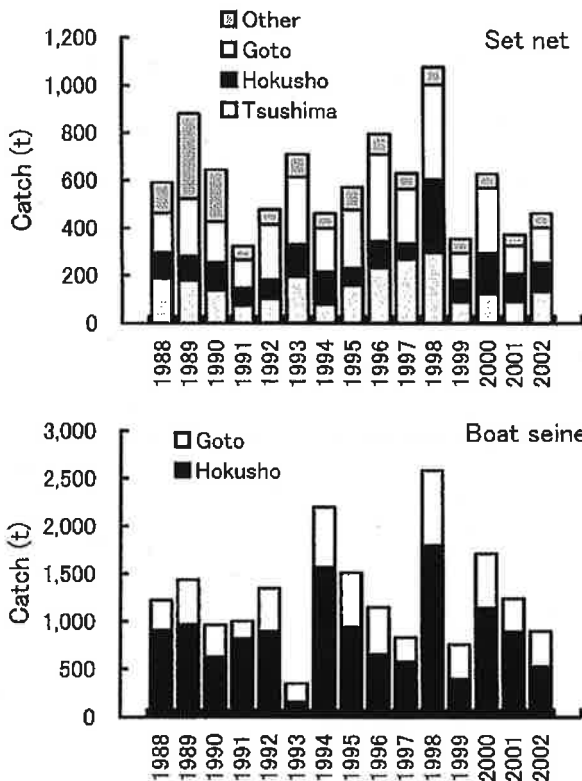 Set net
Other
Goto
Hokusho
Tsushima
Catch (t)
1,200
1,000
800
600
400
200
0
1988 1989 1990 1991 1992 1993 1994 1995 1996 1997 1998 1999 2000 2001 2002
Boat seine
Goto
Hokusho
Catch (t)
3,000
2,500
2,000
1,500
1,000
500
0
1988 1989 1990 1991 1992 1993 1994 1995 1996 1997 1998 1999 2000 2001 2002